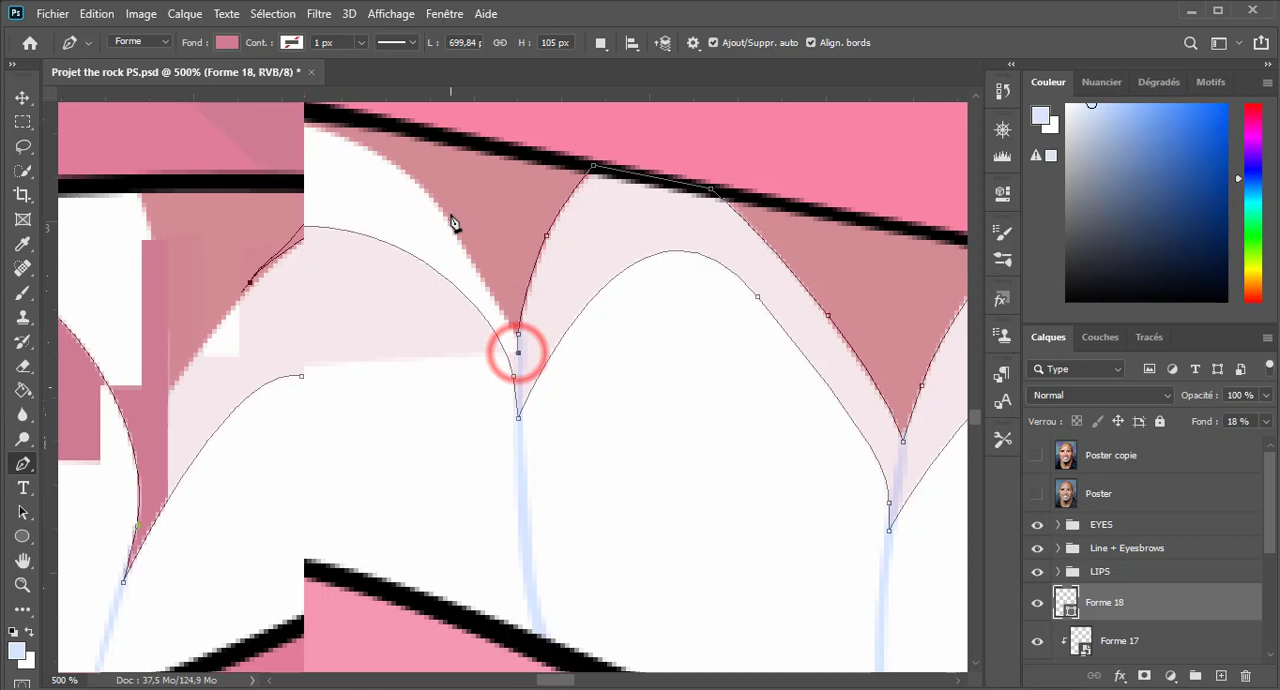 Ps Fichier Edition Image Calque Texte Sélection Filtre 3D Affichage Fenêtre Aide
Forme Fond : Cont. : 1 px L : 699,84 p H : 105 px Ajout/Suppr. auto Align. bords
Projet the rock PS.psd @ 500% (Forme 18, RVB/8) *
Couleur Nuancier Dégradés Motifs
Calques Couches Tracés
Type
Normal Opacité : 100 %
Verrou : Fond : 18 %
Poster copie
Poster
EYES
Line + Eyebrows
LIPS
Forme 18
Forme 17
500 % Doc : 37,5 Mo/124,9 Mo